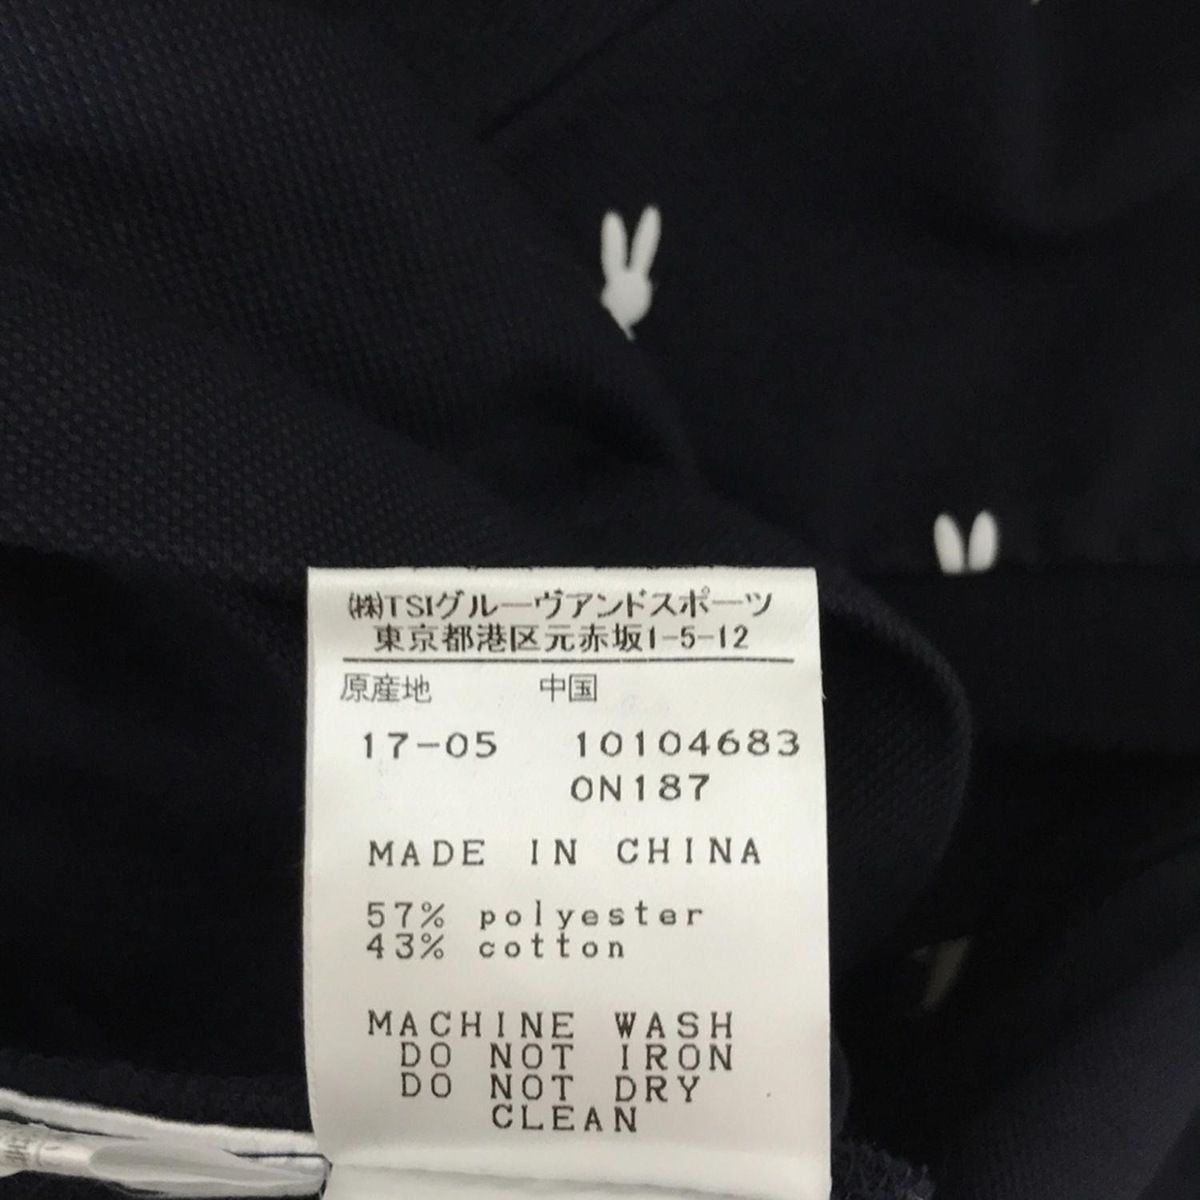 ㈱TSIグルーヴアンドスポーツ
東京都港区元赤坂1-5-12
原産地 中国
17-05 10104683
0N187
MADE IN CHINA
57% polyester
43% cotton
MACHINE WASH
DO NOT IRON
DO NOT DRY
CLEAN